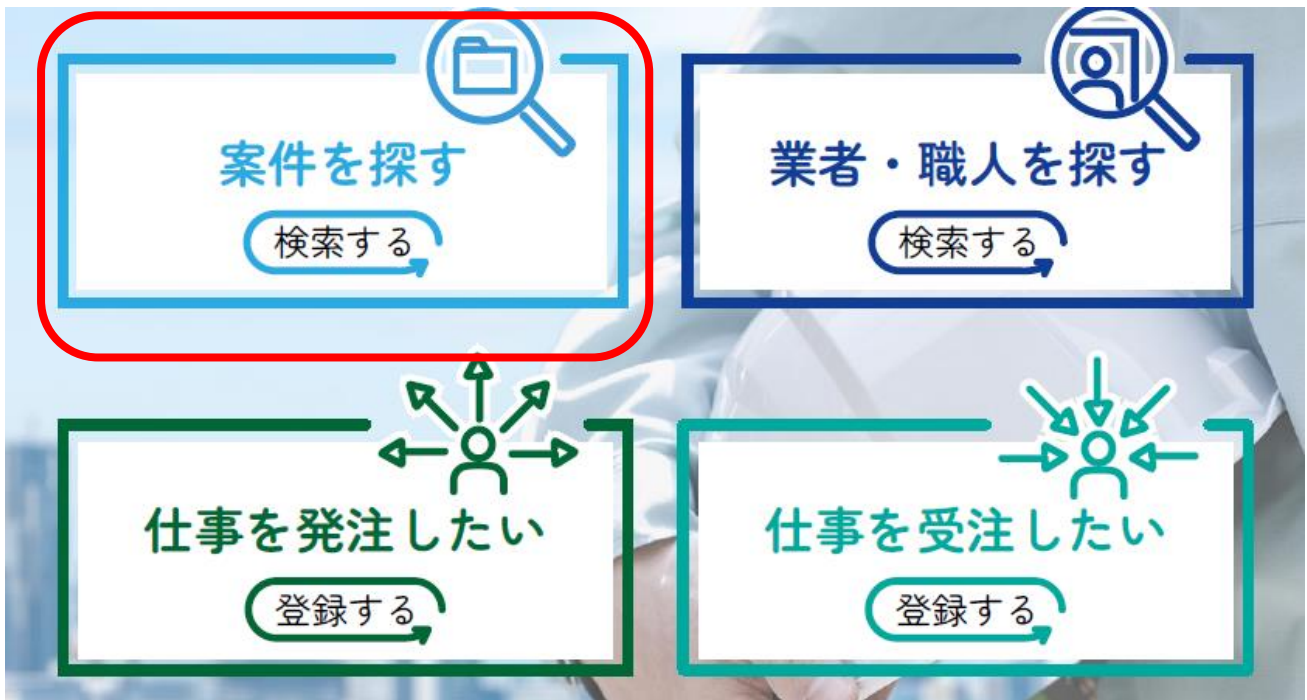 案件を探す
検索する
業者・職人を探す
検索する
仕事を発注したい
登録する
仕事を受注したい
登録する